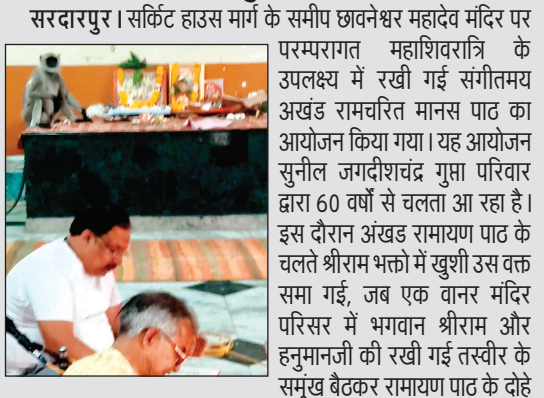 सरदारपुर। सर्किट हाउस मार्ग के समीप छावनेश्वर महादेव मंदिर पर
परम्परागत महाशिवरात्रि के
उपलक्ष्य में रखी गई संगीतमय
अखंड रामचरित मानस पाठ का
आयोजन किया गया। यह आयोजन
सुनील जगदीशचंद्र गुप्ता परिवार
द्वारा 60 वर्षों से चलता आ रहा है।
इस दौरान अंखड रामायण पाठ के
चलते श्रीराम भक्तो में खुशी उस वक्त
समा गई, जब एक वानर मंदिर
परिसर में भगवान श्रीराम और
हनुमानजी की रखी गई तस्वीर के
समुंख बैठकर रामायण पाठ के दोहे